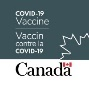 COVID-19
Vaccine
Vaccin
contre la
COVID-19
Canada